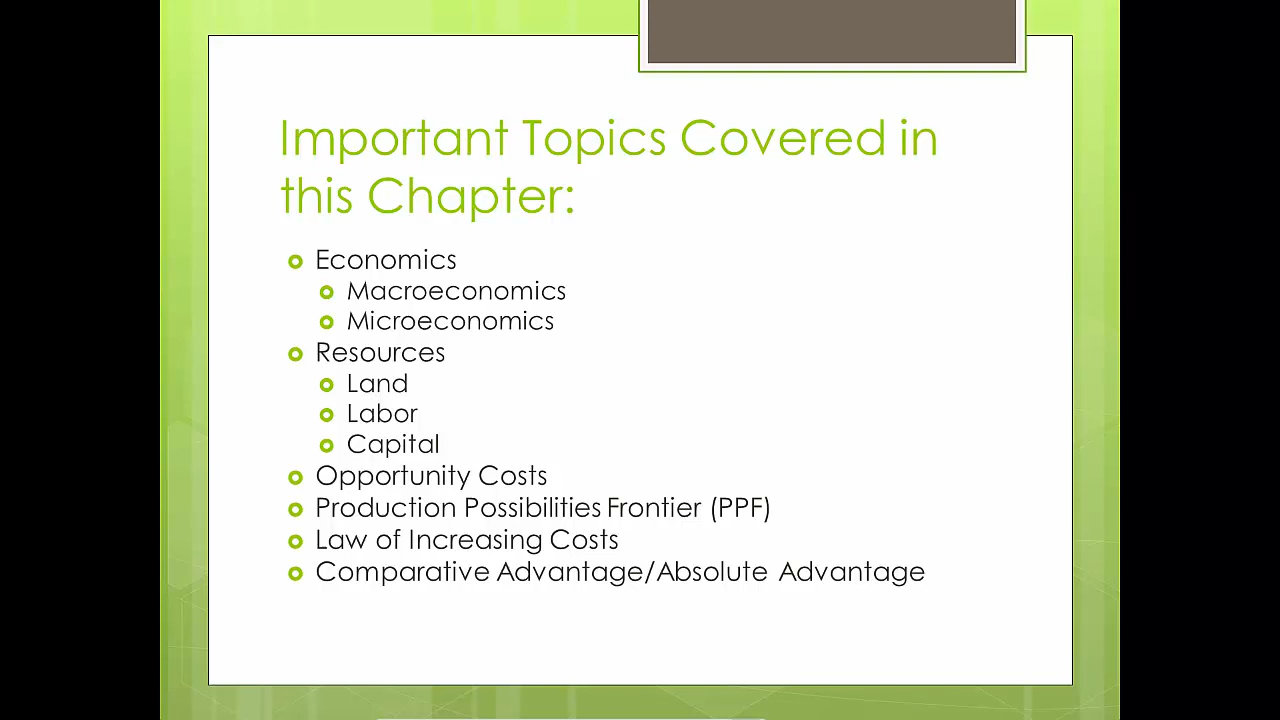 Important Topics Covered in
this Chapter:
Economics
Macroeconomics
Microeconomics
Resources
Land
Labor
Capital
Opportunity Costs
Production Possibilities Frontier (PPF)
Law of Increasing Costs
Comparative Advantage/Absolute Advantage